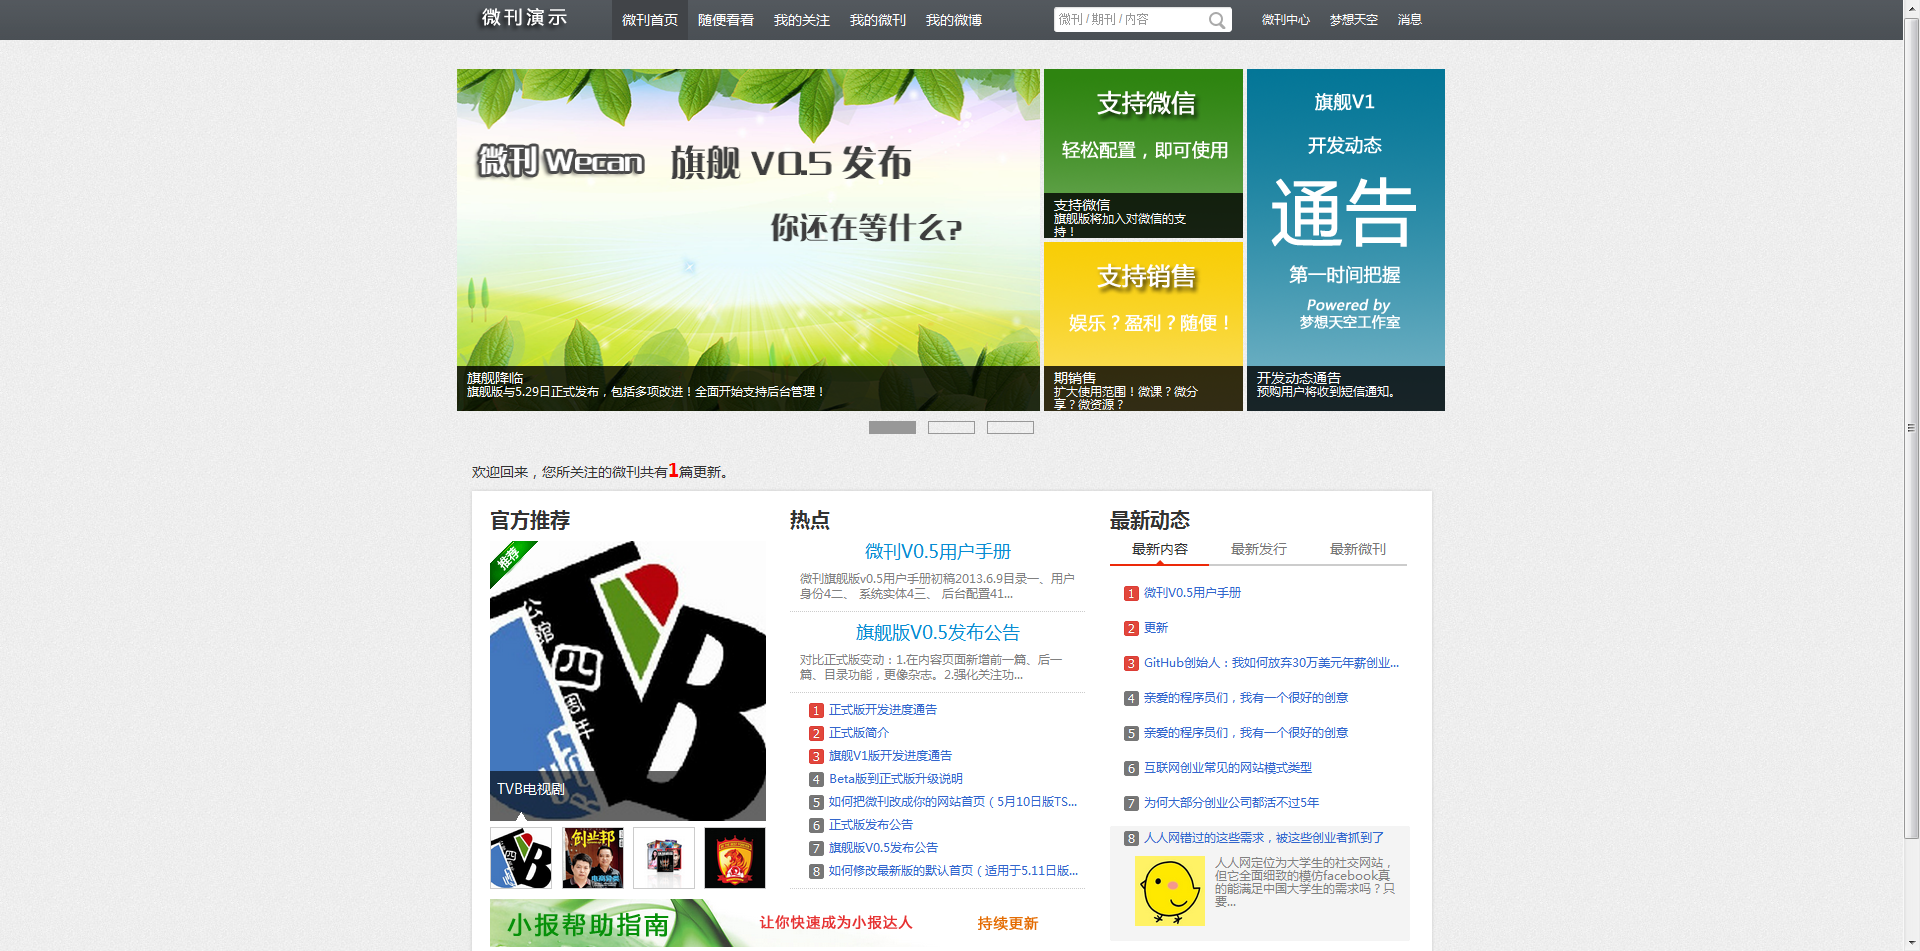 微刊演示
微刊首页 随便看看 我的关注 我的微刊 我的微博
微刊 / 期刊 / 内容
微刊中心 梦想天空 消息
微刊 Wecan 旗舰 V0.5 发布
你还在等什么?
旗舰降临
旗舰版与5.29日正式发布，包括多项改进！全面开始支持后台管理！
支持微信
轻松配置，即可使用
支持微信
旗舰版将加入对微信的支
持！
支持销售
娱乐？盈利？随便！
期销售
扩大使用范围！微课？微分
享？微资源？
旗舰V1
开发动态
通告
第一时间把握
Powered by
梦想天空工作室
开发动态通告
预购用户将收到短信通知。
欢迎回来，您所关注的微刊共有1篇更新。
官方推荐
推荐
公馆四周年
TVB
TVB电视剧
创业邦
热点
微刊V0.5用户手册
微刊旗舰版v0.5用户手册初稿2013.6.9目录一、用户
身份4二、 系统实体4三、 后台配置41...
旗舰版V0.5发布公告
对比正式版变动：1.在内容页面新增前一篇、后一
篇、目录功能，更像杂志。2.强化关注功...
1 正式版开发进度通告
2 正式版简介
3 旗舰V1版开发进度通告
4 Beta版到正式版升级说明
5 如何把微刊改成你的网站首页（5月10日版TS...
6 正式版发布公告
7 旗舰版V0.5发布公告
8 如何修改最新版的默认首页（适用于5.11日版...
最新动态
最新内容 最新发行 最新微刊
1 微刊V0.5用户手册
2 更新
3 GitHub创始人：我如何放弃30万美元年薪创业...
4 亲爱的程序员们，我有一个很好的创意
5 亲爱的程序员们，我有一个很好的创意
6 互联网创业常见的网站模式类型
7 为何大部分创业公司都活不过5年
8 人人网错过的这些需求，被这些创业者抓到了
人人网定位为大学生的社交网站，
但它全面细致的模仿facebook真
的能满足中国大学生的需求吗？只
要...
小报帮助指南 让你快速成为小报达人 持续更新